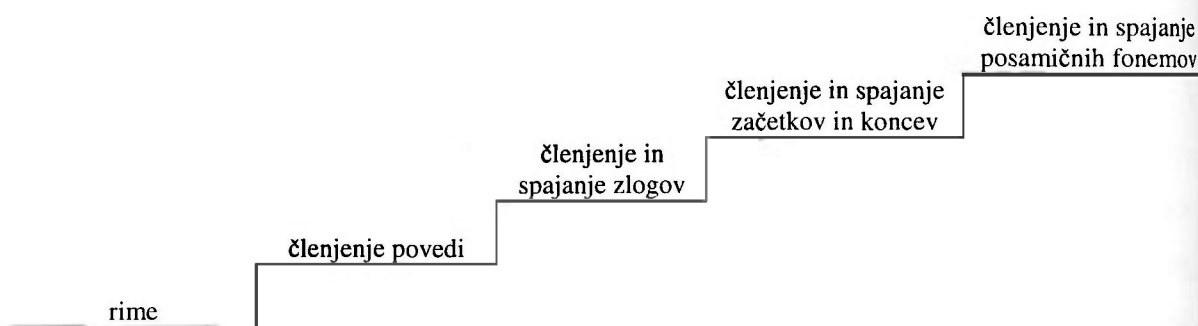 členjenje in spajanje
posamičnih fonemov
členjenje in spajanje
začetkov in koncev
členjenje in
spajanje zlogov
členjenje povedi
rime